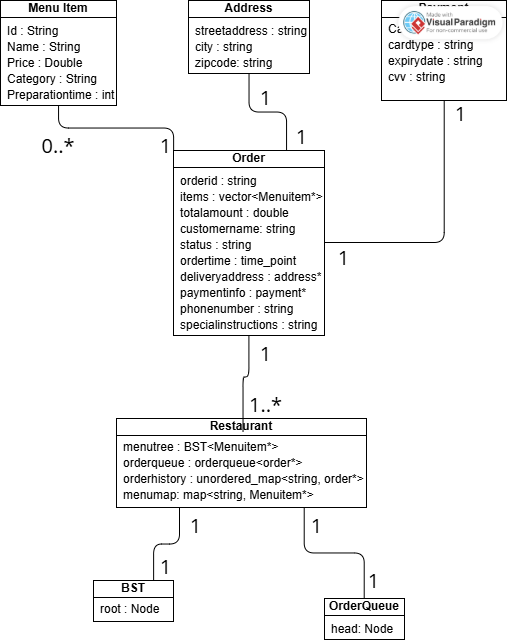 Menu Item
Id : String
Name : String
Price : Double
Category : String
Preparationtime : int
Address
streetaddress : string
city : string
zipcode: string
Payment
Made with
Visual Paradigm
For non-commercial use
cardtype : string
expirydate : string
cvv : string
1
1
0..*
1
1
Order
orderid : string
items : vector<Menuitem*>
totalamount : double
customername: string
status : string
ordertime : time_point
deliveryaddress : address*
paymentinfo : payment*
phonenumber : string
specialinstructions : string
1
1
1..*
Restaurant
menutree : BST<Menuitem*>
orderqueue : orderqueue<order*>
orderhistory : unordered_map<string, order*>
menumap: map<string, Menuitem*>
1
1
1
1
BST
root : Node
OrderQueue
head: Node